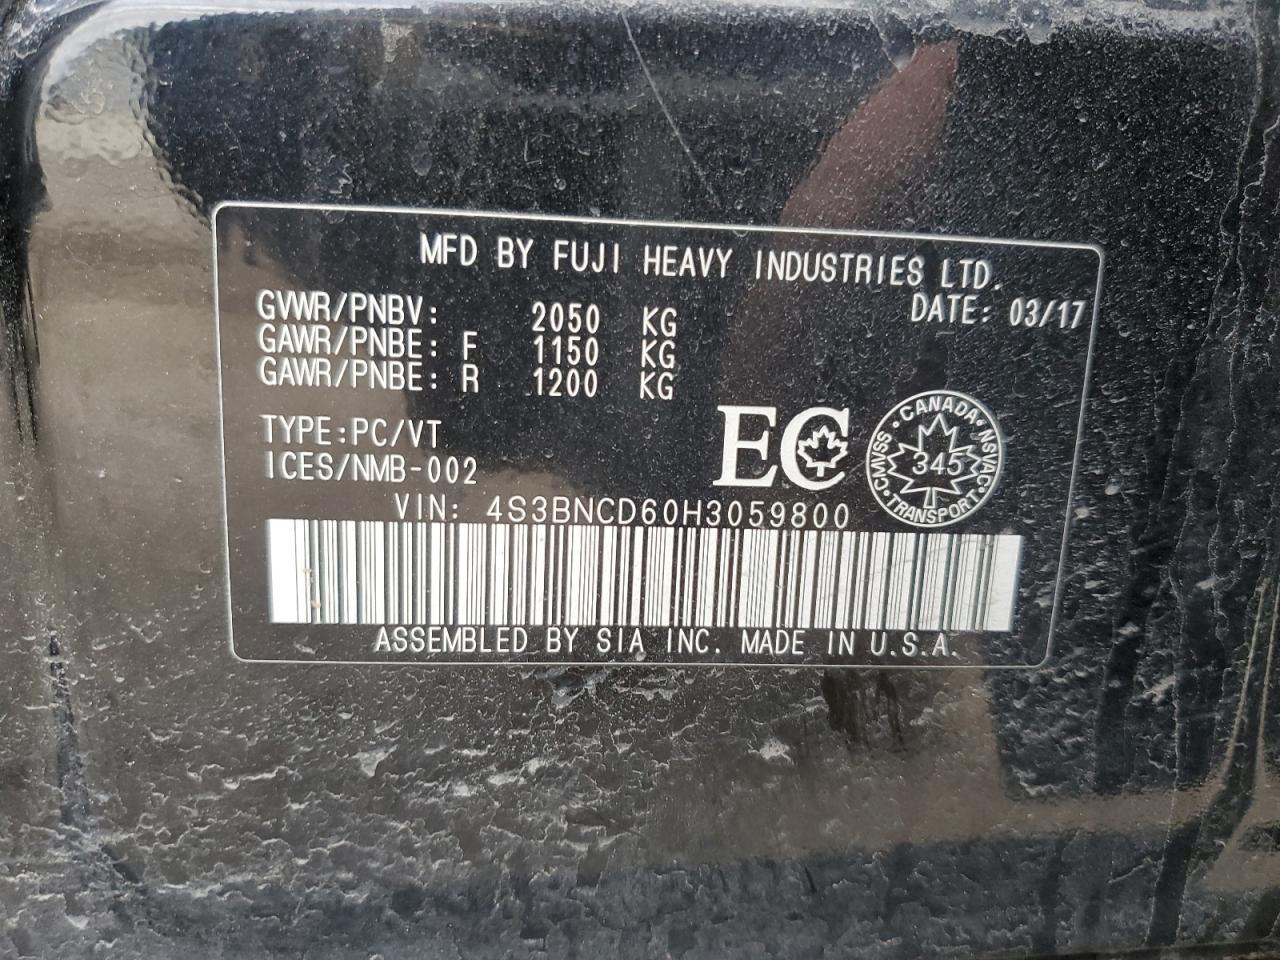 MFD BY FUJI HEAVY INDUSTRIES LTD.
DATE: 03/17
GVWR/PNBV: 2050 KG
GAWR/PNBE: F 1150 KG
GAWR/PNBE: R 1200 KG
TYPE:PC/VT
ICES/NMB-002
EC
CANADA·NSVAC·TRANSPORT·CMVSS·
345
VIN: 4S3BNCD60H3059800
ASSEMBLED BY SIA INC. MADE IN U.S.A.